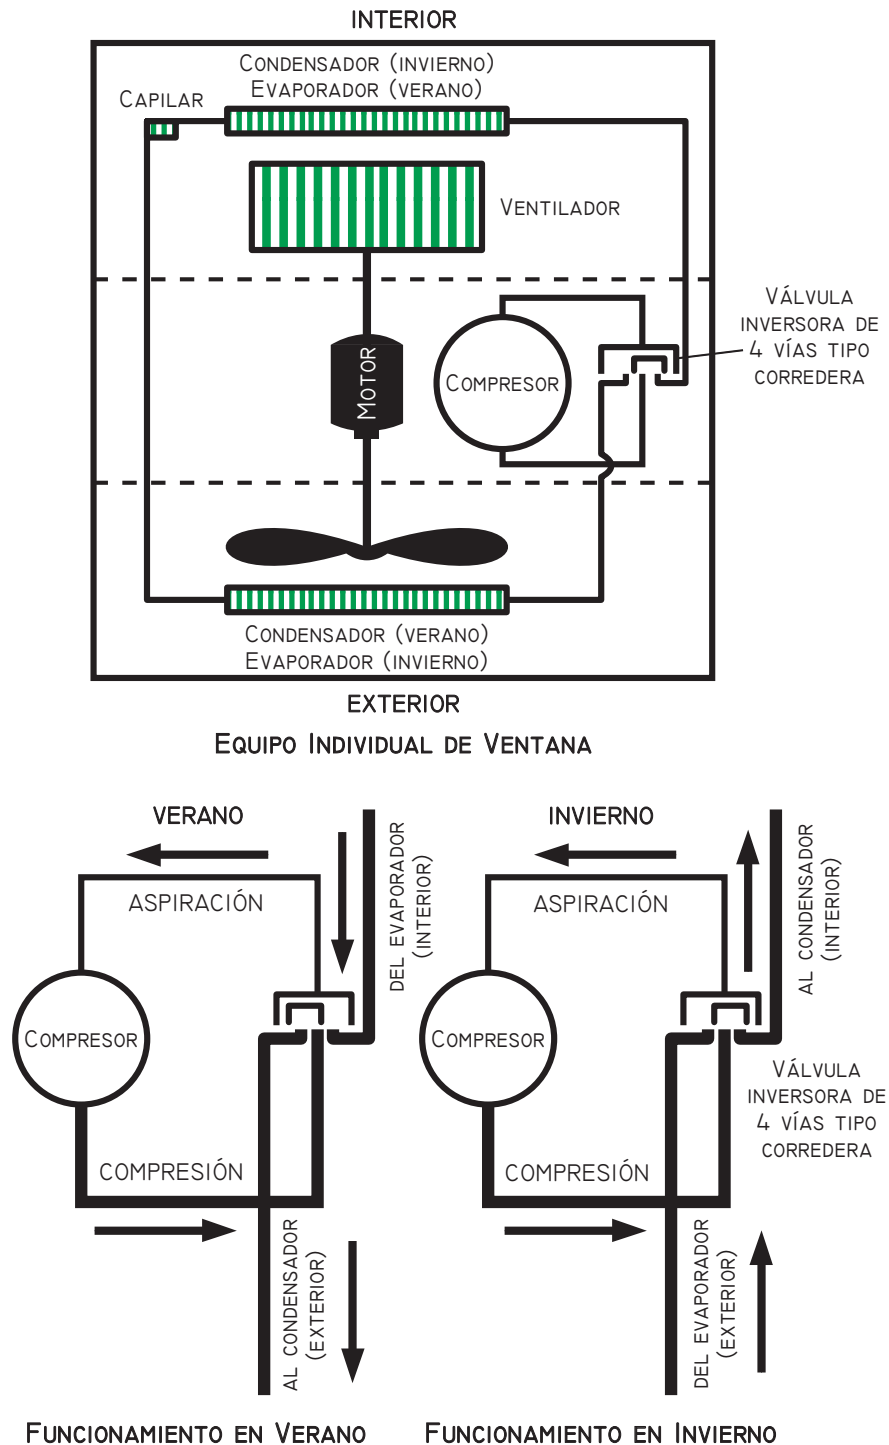 INTERIOR
CONDENSADOR (INVIERNO)
EVAPORADOR (VERANO)
CAPILAR
VENTILADOR
VÁLVULA
INVERSORA DE
4 VÍAS TIPO
CORREDERA
MOTOR
COMPRESOR
CONDENSADOR (VERANO)
EVAPORADOR (INVIERNO)
EXTERIOR
EQUIPO INDIVIDUAL DE VENTANA
VERANO
ASPIRACIÓN
DEL EVAPORADOR
(INTERIOR)
COMPRESOR
COMPRESIÓN
AL CONDENSADOR
(EXTERIOR)
FUNCIONAMIENTO EN VERANO
INVIERNO
ASPIRACIÓN
AL CONDENSADOR
(INTERIOR)
COMPRESOR
VÁLVULA
INVERSORA DE
4 VÍAS TIPO
CORREDERA
COMPRESIÓN
DEL EVAPORADOR
(EXTERIOR)
FUNCIONAMIENTO EN INVIERNO